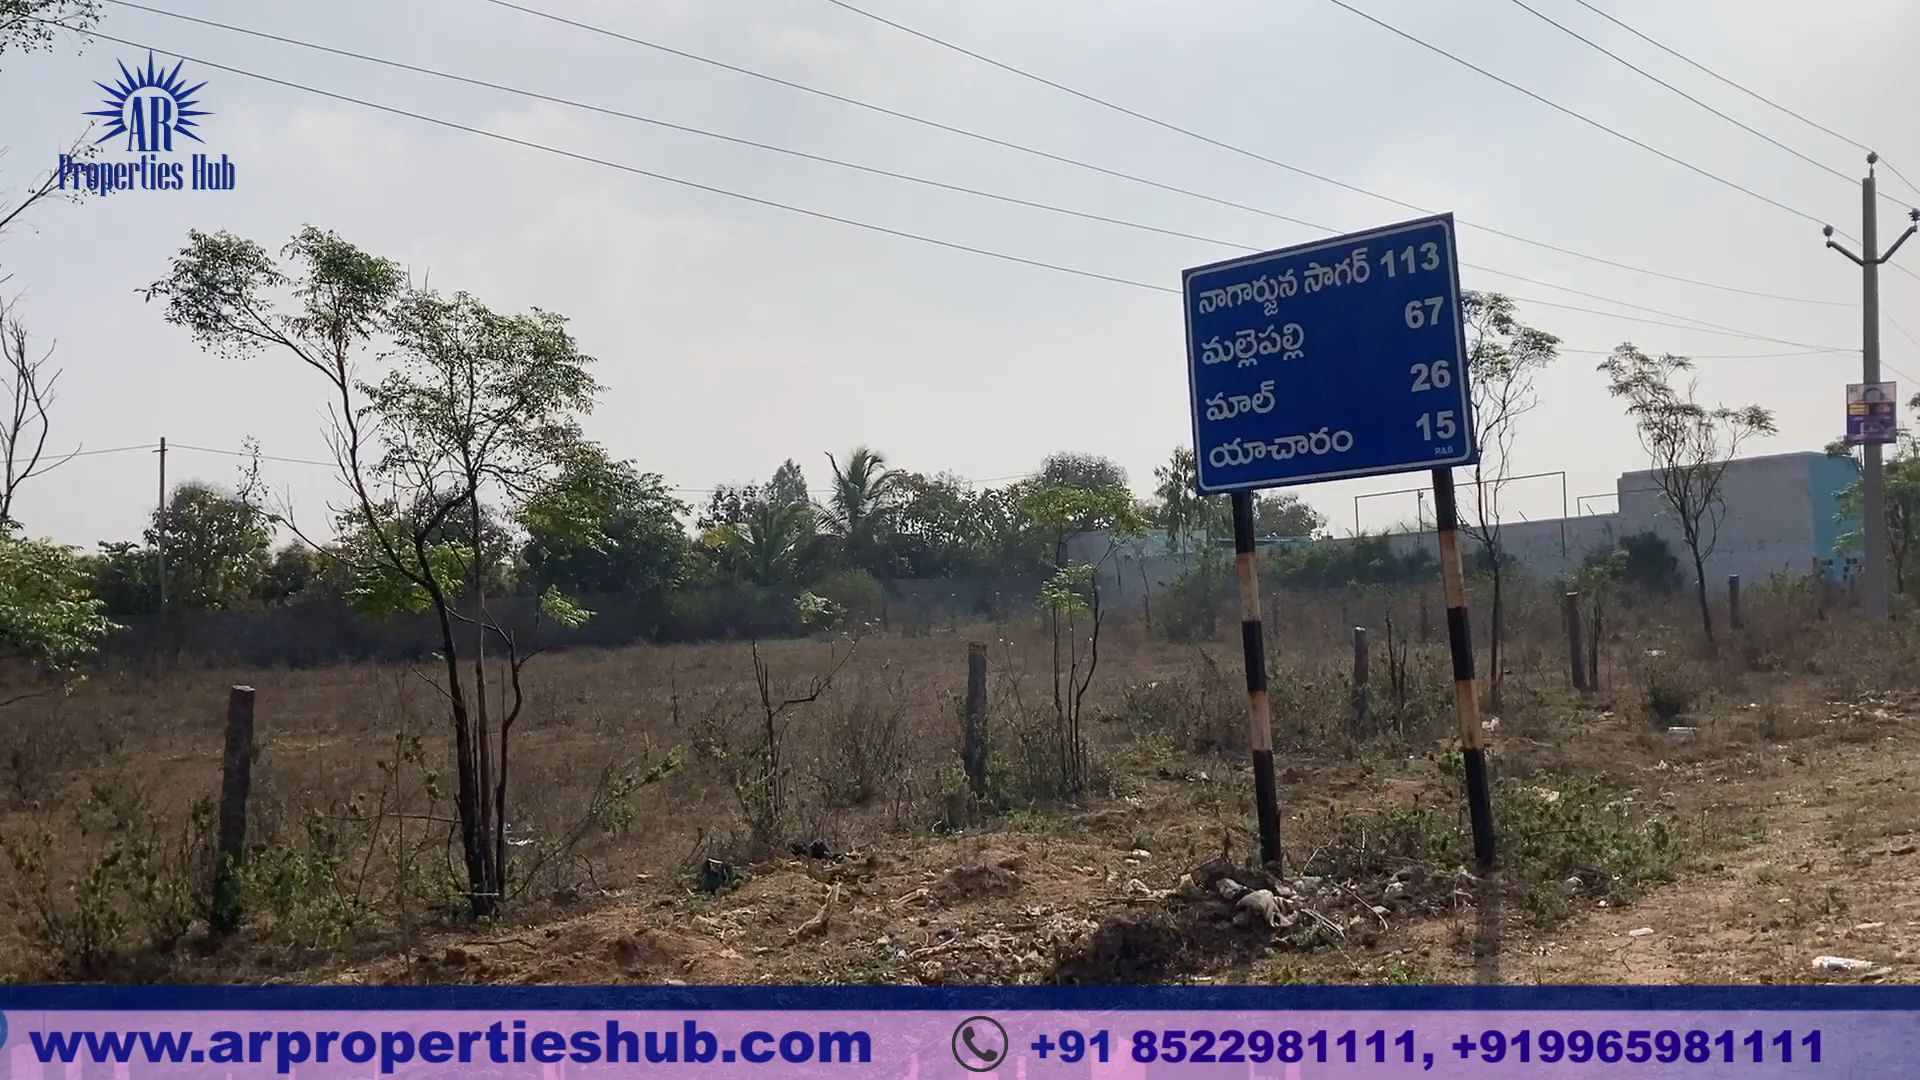 AR
Properties Hub
నాగార్జున సాగర్ 113
మల్లెపల్లి 67
మాల్ 26
యాచారం 15
R&B
www.arpropertieshub.com
+91 8522981111, +919965981111